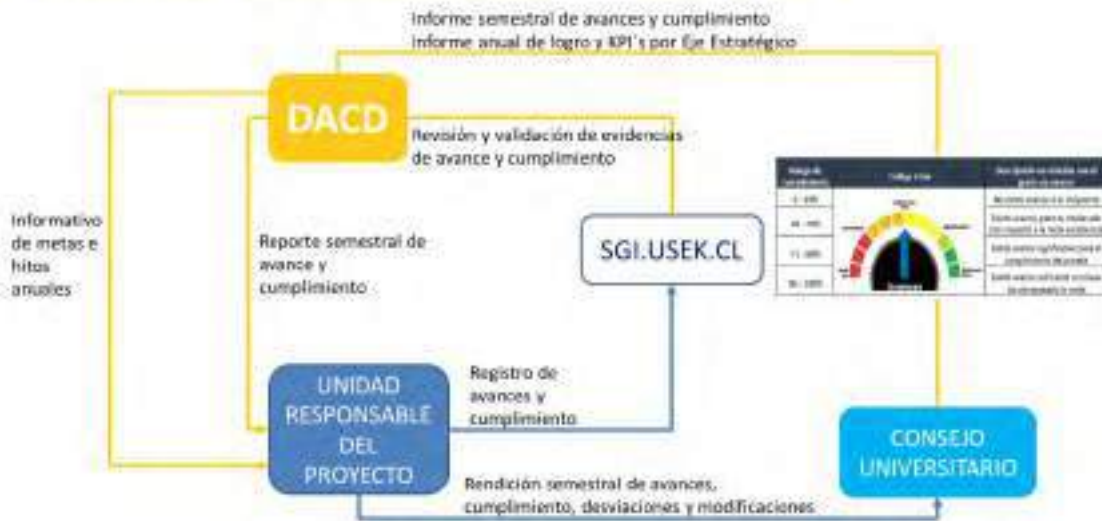 Informe semestral de avances y cumplimiento
Informe anual de logro y KPI's por Eje Estratégico
DACD
Revisión y validación de evidencias
de avance y cumplimiento
Informativo
de metas e
hitos
anuales
Reporte semestral de
avance y
cumplimiento
SGI.USEK.CL
UNIDAD
RESPONSABLE
DEL
PROYECTO
Registro de
avances y
cumplimiento
CONSEJO
UNIVERSITARIO
Rendición semestral de avances,
cumplimiento, desviaciones y modificaciones